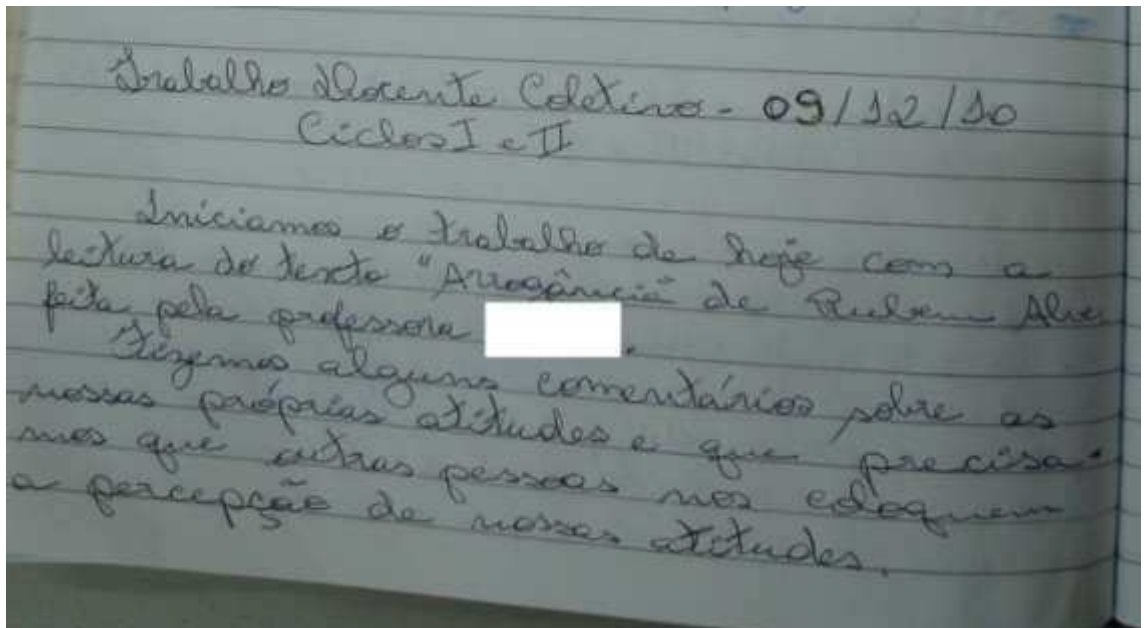 Trabalho Docente Coletivo - 09/12/10
Ciclos I e II
Iniciamos o trabalho de hoje com a
leitura do texto "Arrogância" de Rubem Alves
feita pela professora .
Fizemos alguns comentários sobre as
nossas próprias atitudes e que precisa-
mos que outras pessoas nos coloquem
a percepção de nossas atitudes.